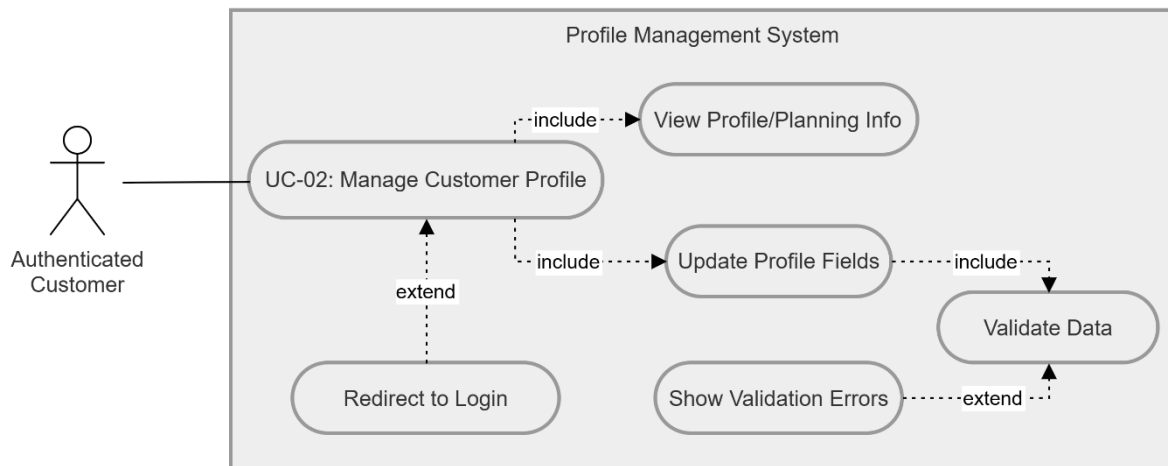 Profile Management System
include
View Profile/Planning Info
UC-02: Manage Customer Profile
Authenticated
Customer
include
Update Profile Fields
include
extend
Validate Data
Redirect to Login
Show Validation Errors
extend